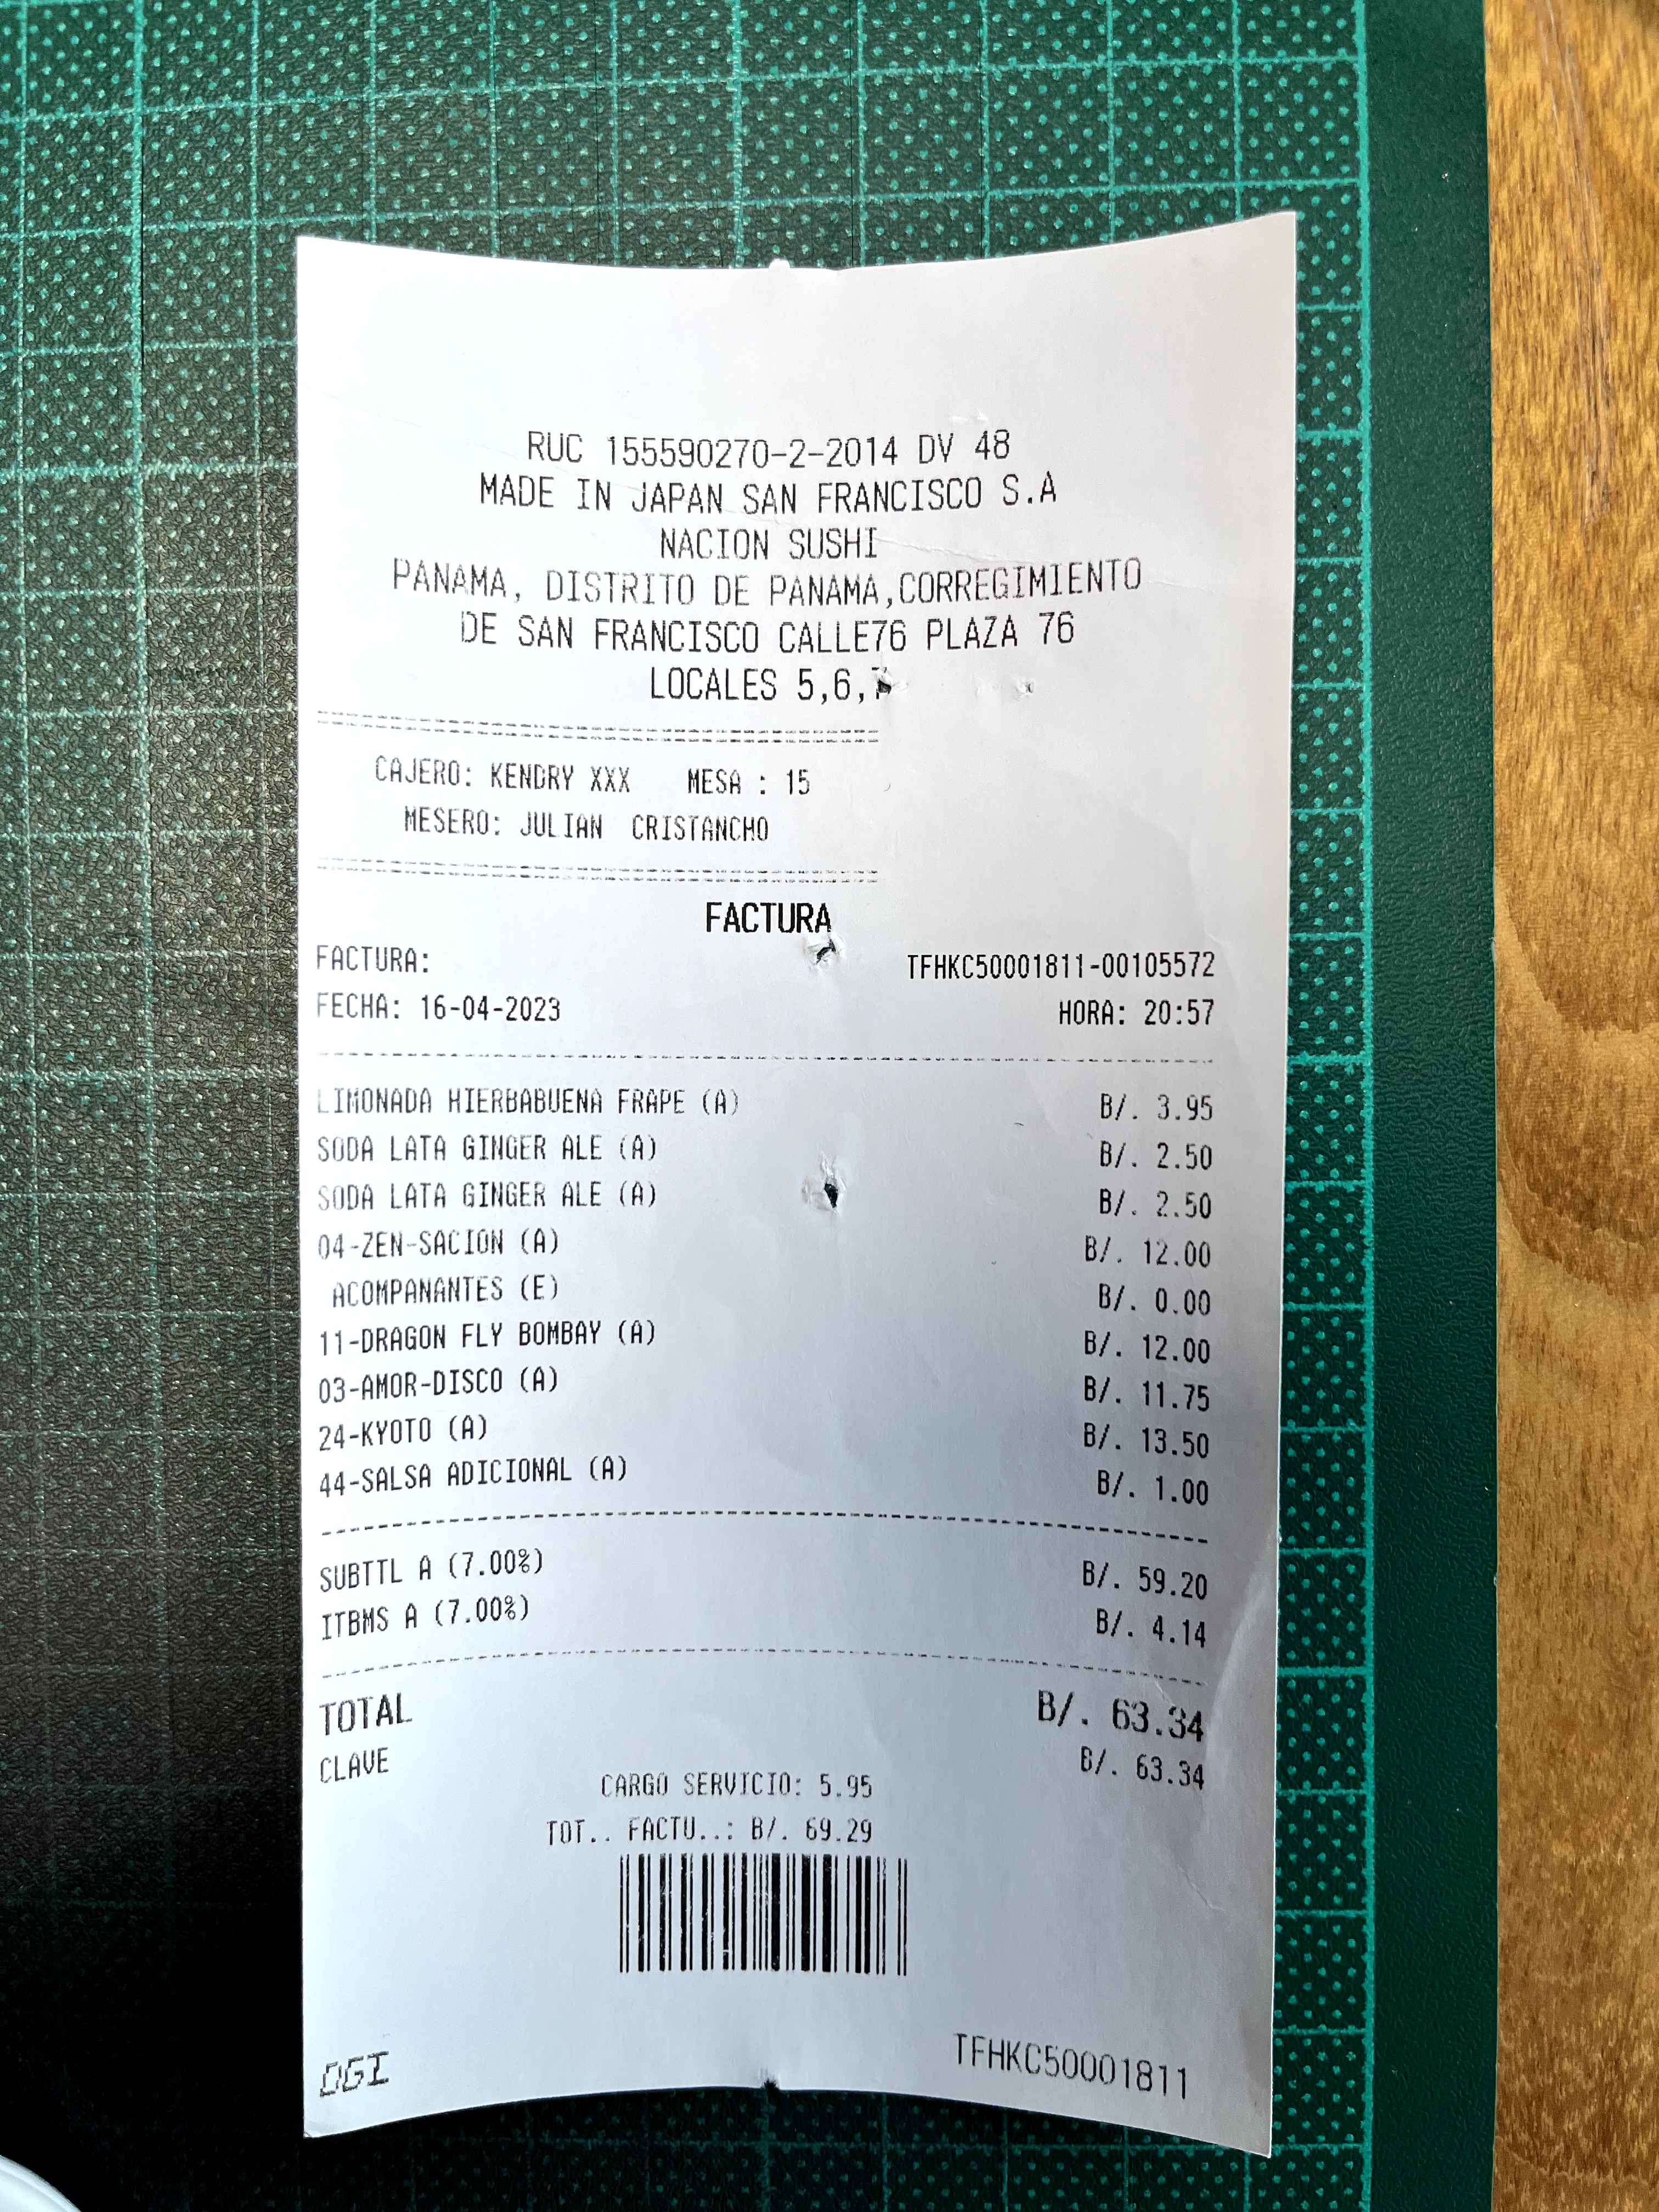 RUC 155590270-2-2014 DV 48
MADE IN JAPAN SAN FRANCISCO S.A
NACION SUSHI
PANAMA, DISTRITO DE PANAMA,CORREGIMIENTO
DE SAN FRANCISCO CALLE76 PLAZA 76
LOCALES 5,6,
CAJERO: KENDRY XXX MESA : 15
MESERO: JULIAN CRISTANCHO
FACTURA
FACTURA: TFHKC50001811-00105572
FECHA: 16-04-2023 HORA: 20:57
LIMONADA HIERBABUENA FRAPE (A) B/. 3.95
SODA LATA GINGER ALE (A) B/. 2.50
SODA LATA GINGER ALE (A) B/. 2.50
04-ZEN-SACION (A) B/. 12.00
ACOMPANANTES (E) B/. 0.00
11-DRAGON FLY BOMBAY (A) B/. 12.00
03-AMOR-DISCO (A) B/. 11.75
24-KYOTO (A) B/. 13.50
44-SALSA ADICIONAL (A) B/. 1.00
SUBTTL A (7.00%) B/. 59.20
ITBMS A (7.00%) B/. 4.14
TOTAL B/. 63.34
CLAVE B/. 63.34
CARGO SERVICIO: 5.95
TOT.. FACTU..: B/. 69.29
DGI TFHKC50001811